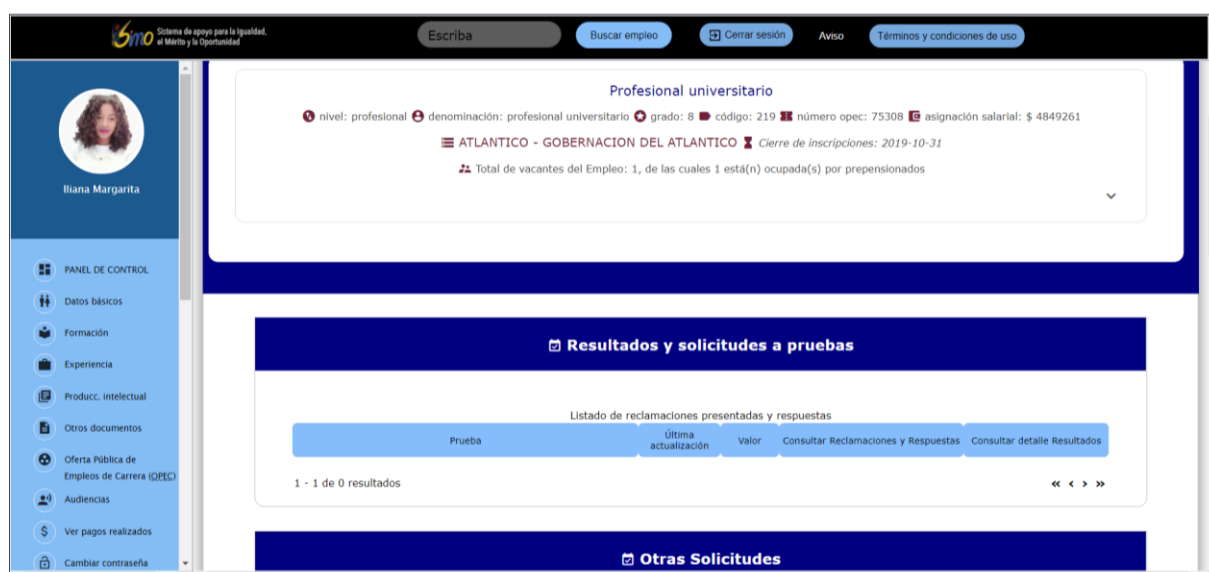 Simo Sistema de apoyo para la Igualdad,
el Mérito y la Oportunidad
Escriba
Buscar empleo
Cerrar sesión
Aviso
Términos y condiciones de uso
Iliana Margarita
PANEL DE CONTROL
Datos básicos
Formación
Experiencia
Producc. intelectual
Otros documentos
Oferta Pública de
Empleos de Carrera (OPEC)
Audiencias
Ver pagos realizados
Cambiar contraseña
Profesional universitario
nivel: profesional denominación: profesional universitario grado: 8 código: 219 número opec: 75308 asignación salarial: $ 4849261
ATLANTICO - GOBERNACION DEL ATLANTICO Cierre de inscripciones: 2019-10-31
Total de vacantes del Empleo: 1, de las cuales 1 está(n) ocupada(s) por prepensionados
Resultados y solicitudes a pruebas
Listado de reclamaciones presentadas y respuestas
Prueba
Última
actualización
Valor
Consultar Reclamaciones y Respuestas
Consultar detalle Resultados
1 - 1 de 0 resultados
« ‹ › »
Otras Solicitudes